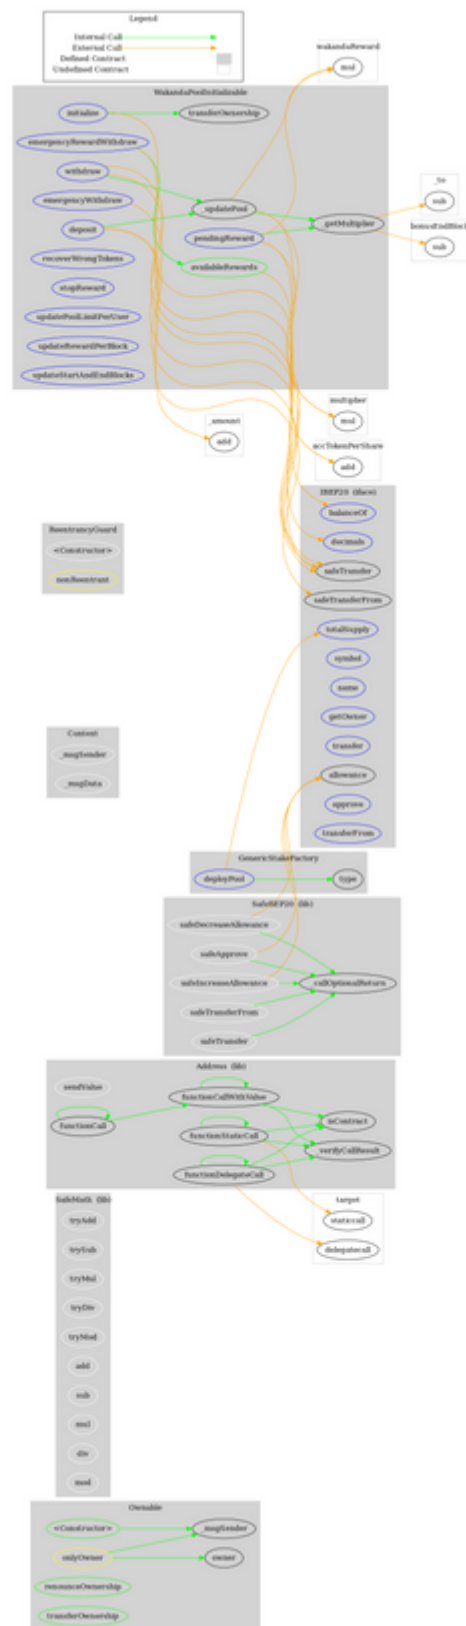 Legend
Internal Call
External Call
Defined Contract
Undefined Contract
wakandaReward
mul
WakandaPoolInitializable
initialize
transferOwnership
emergencyRewardWithdraw
withdraw
_to
sub
emergencyWithdraw
_updatePool
getMultiplier
bonusEndBlock
sub
deposit
pendingReward
recoverWrongTokens
availableRewards
stopReward
updatePoolLimitPerUser
updateRewardPerBlock
updateStartAndEndBlocks
multiplier
mul
_amount
add
accTokenPerShare
add
IBEP20 (iface)
balanceOf
decimals
safeTransfer
safeTransferFrom
totalSupply
symbol
name
getOwner
transfer
allowance
approve
transferFrom
ReentrancyGuard
<Constructor>
nonReentrant
Context
_msgSender
_msgData
GenericStakeFactory
deployPool
type
SafeBEP20 (lib)
safeDecreaseAllowance
safeApprove
safeIncreaseAllowance
_callOptionalReturn
safeTransferFrom
safeTransfer
Address (lib)
sendValue
functionCallWithValue
functionCall
isContract
functionStaticCall
verifyCallResult
functionDelegateCall
target
staticcall
delegatecall
SafeMath (lib)
tryAdd
trySub
tryMul
tryDiv
tryMod
add
sub
mul
div
mod
Ownable
<Constructor>
_msgSender
onlyOwner
owner
renounceOwnership
transferOwnership